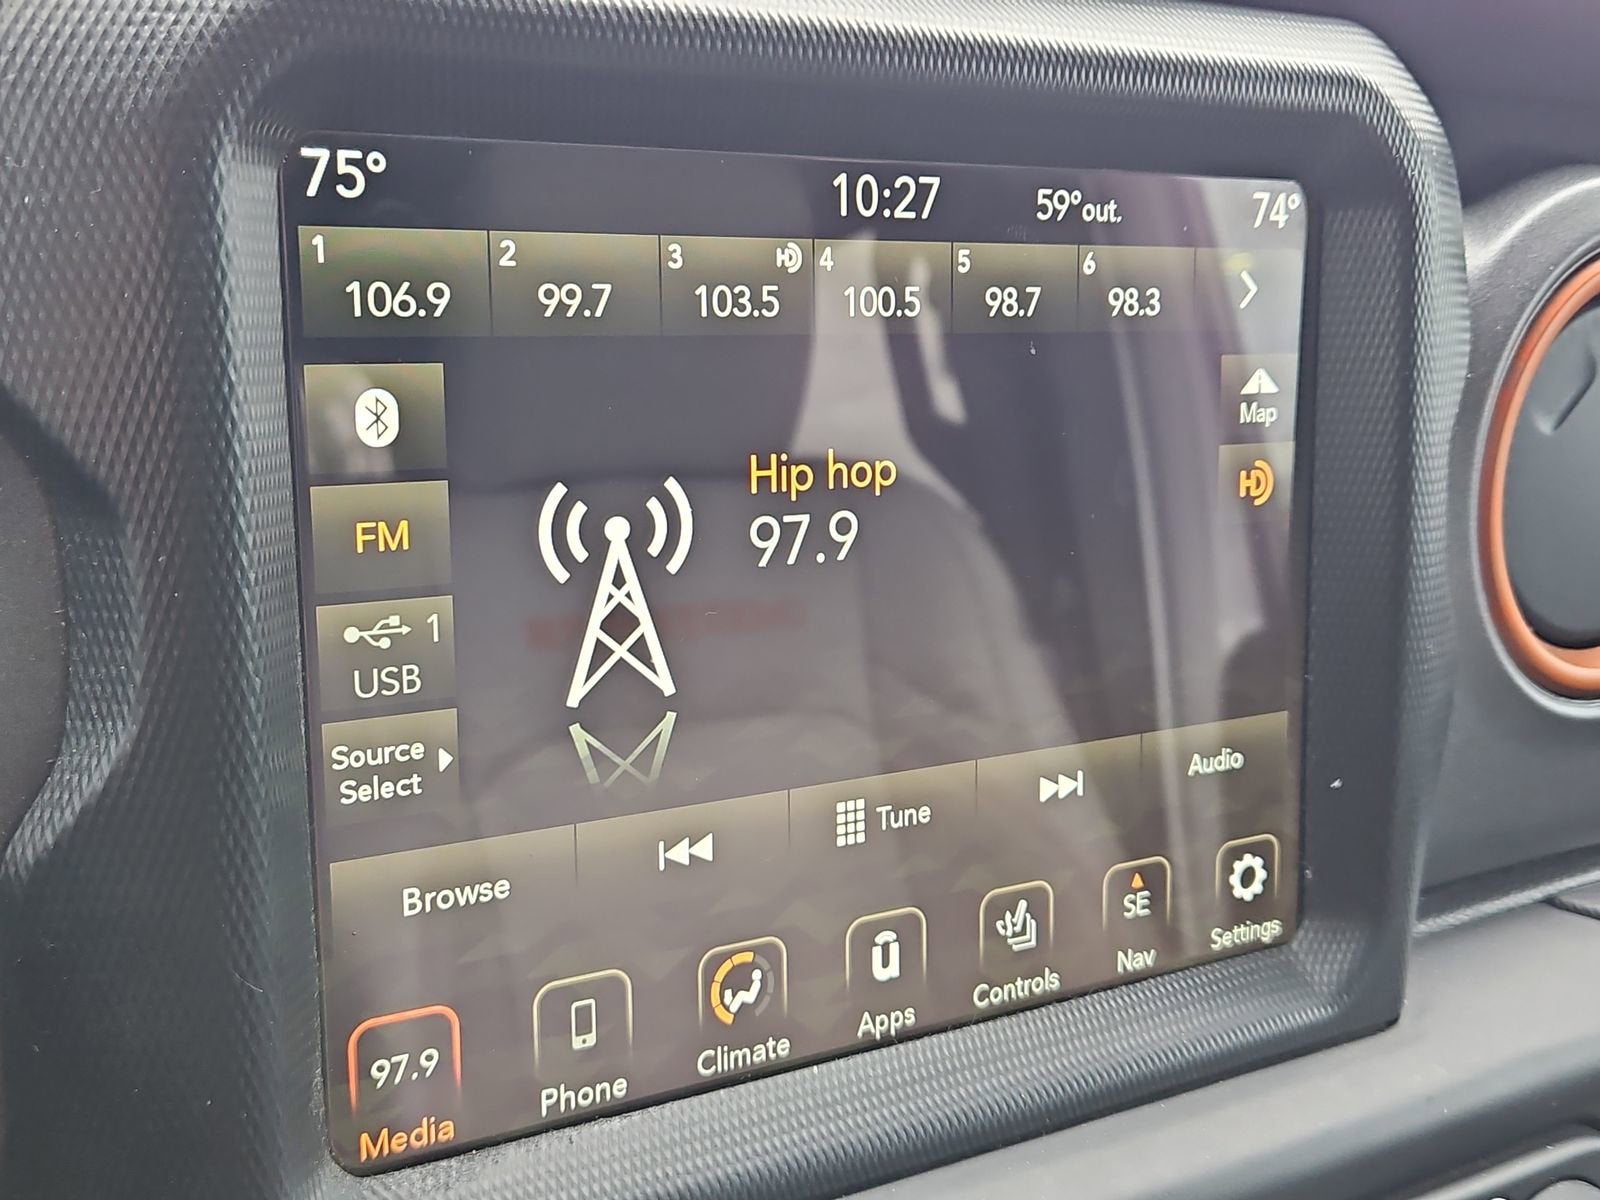 75° 10:27 59°out. 74°
1 2 3 HD 4 5 6
106.9 99.7 103.5 100.5 98.7 98.3
Map
HD
FM
Hip hop
97.9
1
USB
Source
Select
Browse Tune Audio
97.9 SE
Media Phone Climate Apps Controls Nav Settings